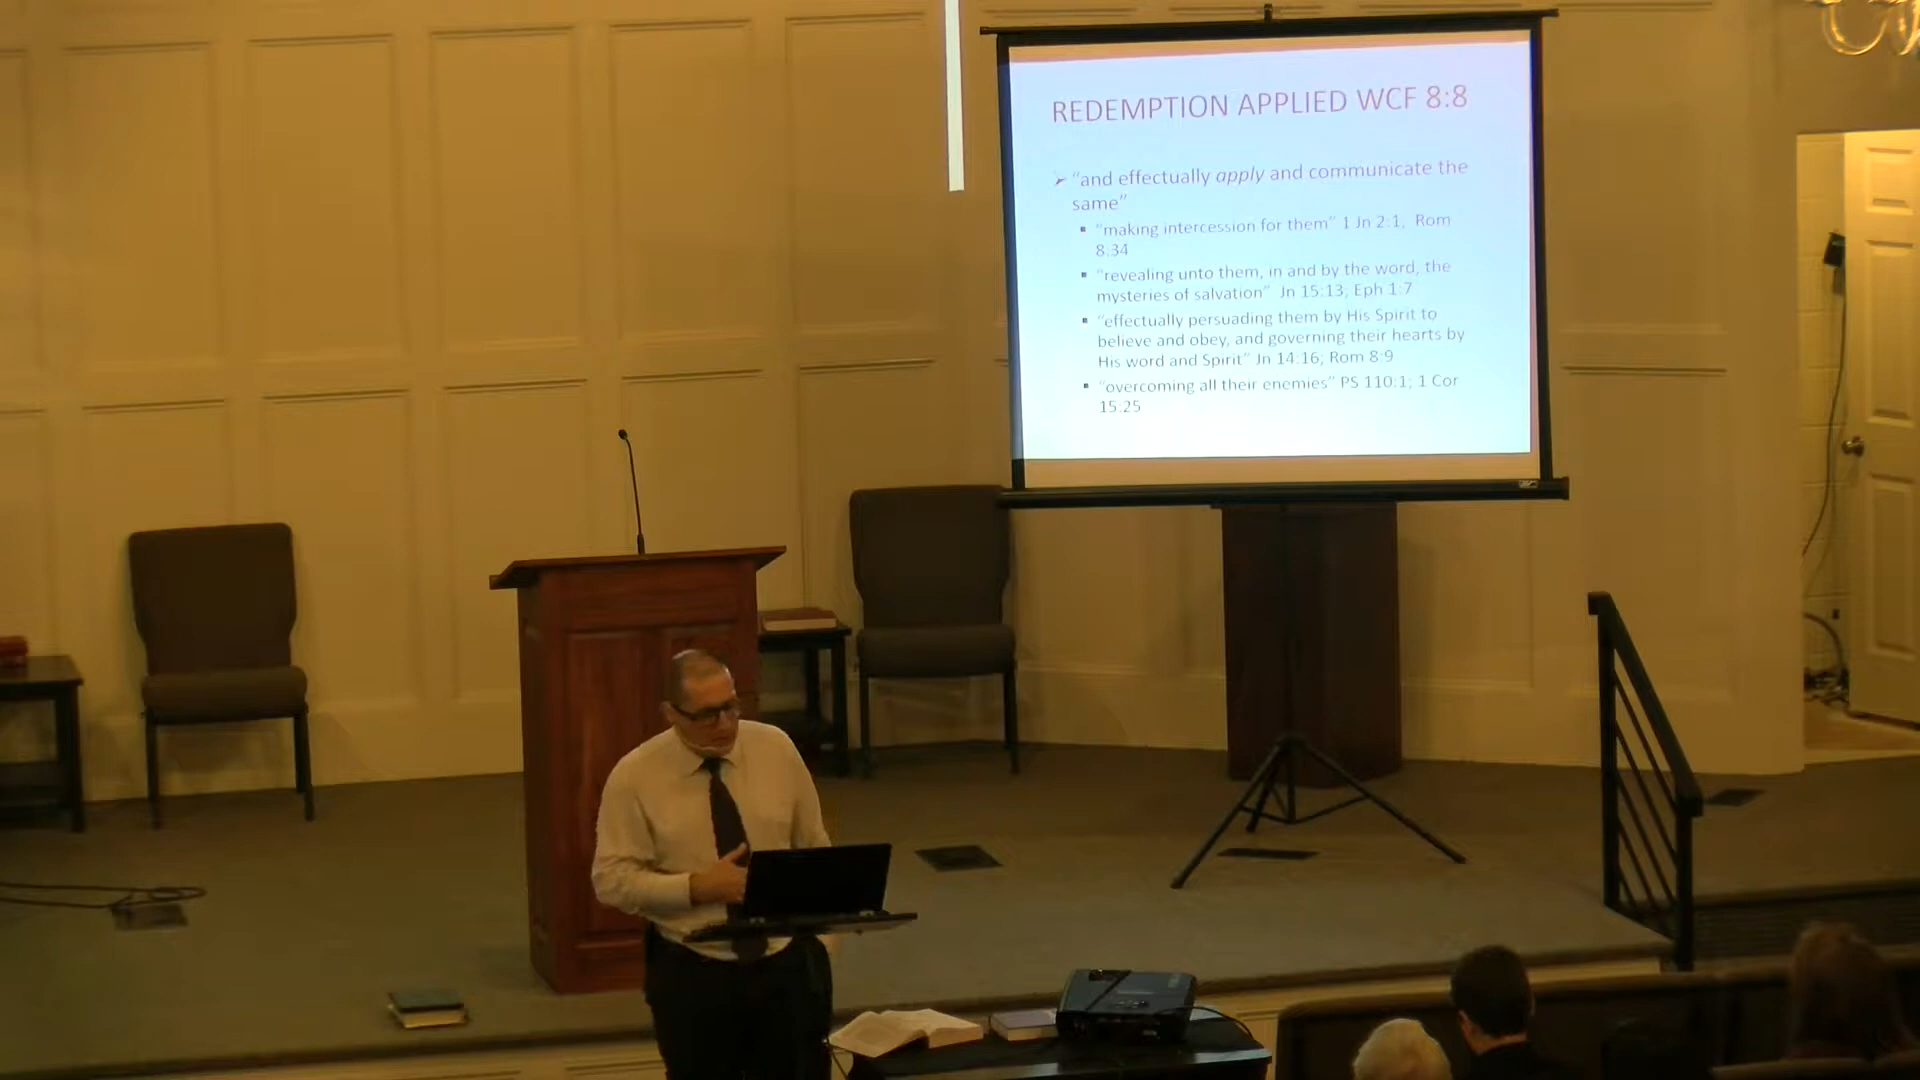 REDEMPTION APPLIED WCF 8:8
➢ "and effectually apply and communicate the
same"
▪ "making intercession for them" 1 Jn 2:1, Rom
8:34
▪ "revealing unto them, in and by the word, the
mysteries of salvation" Jn 15:13; Eph 1:7
▪ "effectually persuading them by His Spirit to
believe and obey, and governing their hearts by
His word and Spirit" Jn 14:16; Rom 8:9
▪ "overcoming all their enemies" PS 110:1; 1 Cor
15:25